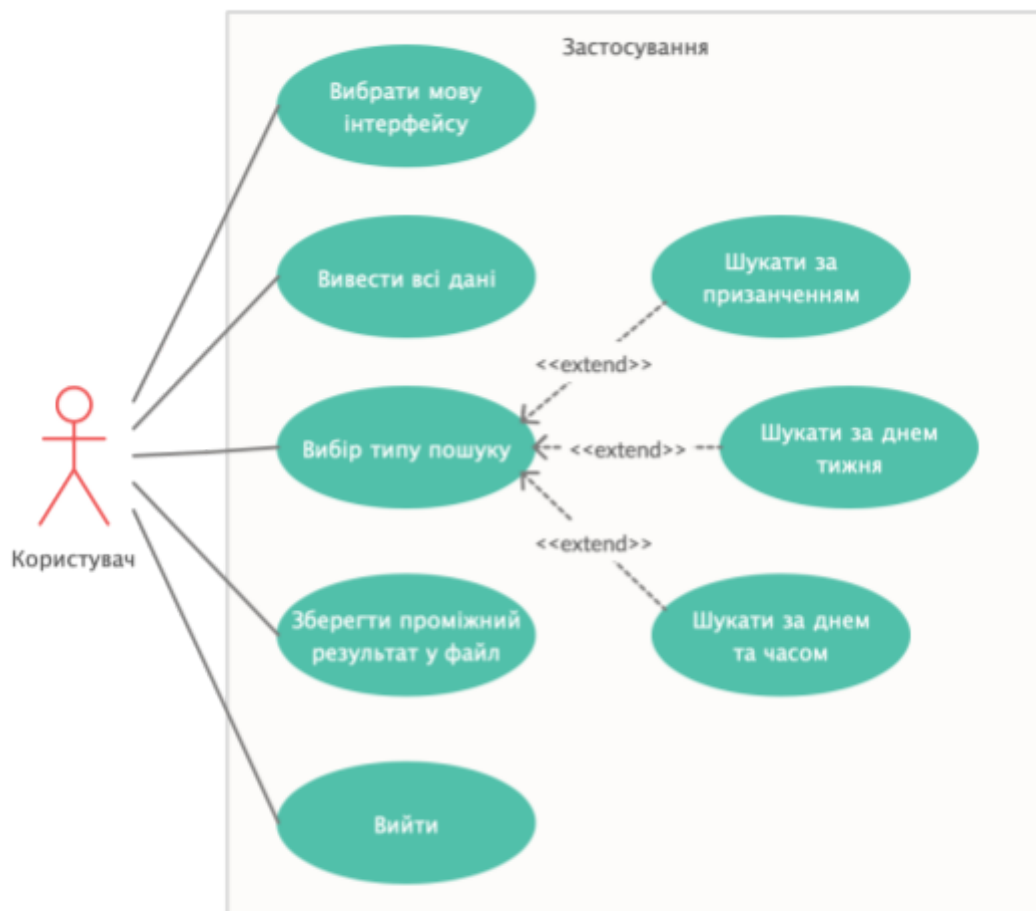 Застосування
Вибрати мову
інтерфейсу
Вивести всі дані
Шукати за
призанченням
<<extend>>
Вибір типу пошуку
<<extend>>
Шукати за днем
тижня
<<extend>>
Користувач
Зберегти проміжний
результат у файл
Шукати за днем
та часом
Вийти